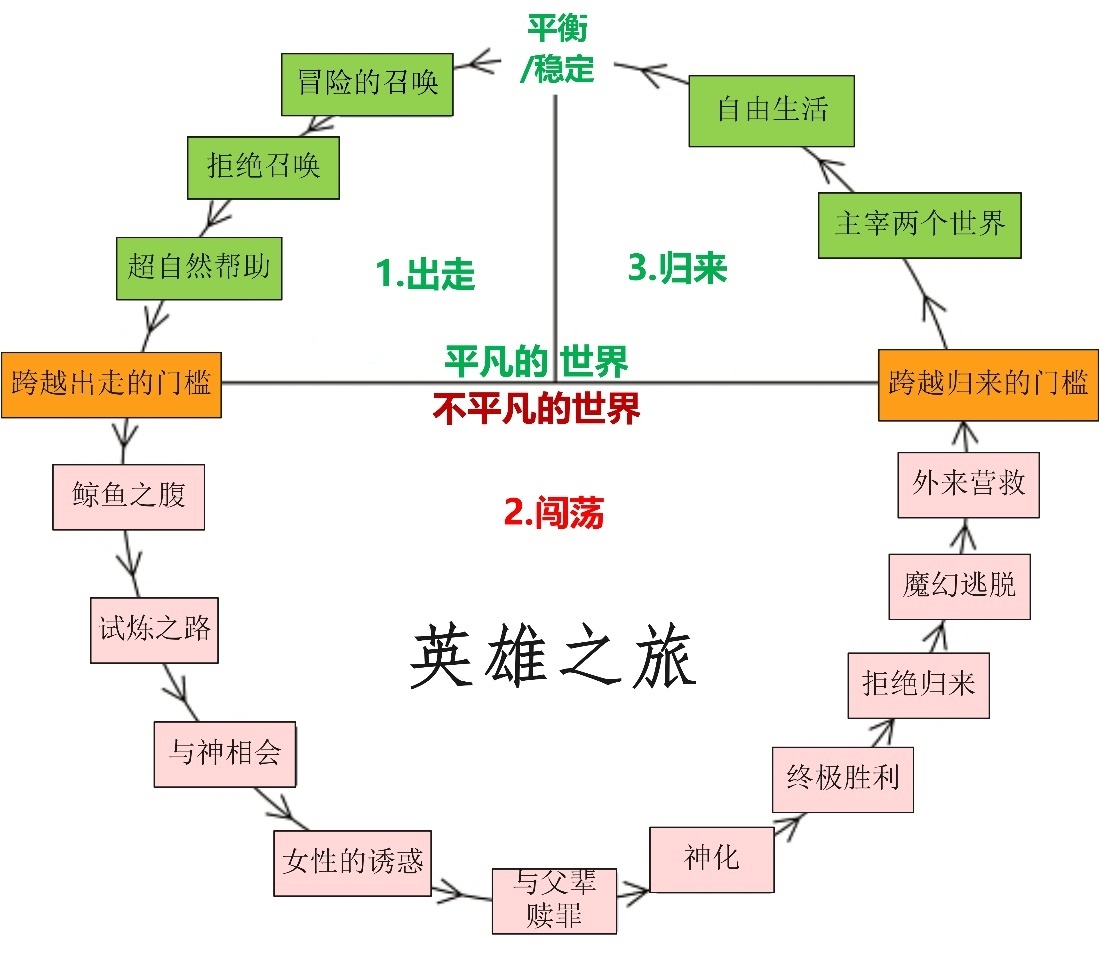 平衡
/稳定
冒险的召唤
拒绝召唤
超自然帮助
跨越出走的门槛
鲸鱼之腹
试炼之路
与神相会
女性的诱惑
与父辈
赎罪
神化
终极胜利
拒绝归来
魔幻逃脱
外来营救
跨越归来的门槛
主宰两个世界
自由生活
1.出走
3.归来
平凡的 世界
不平凡的世界
2.闯荡
英雄之旅